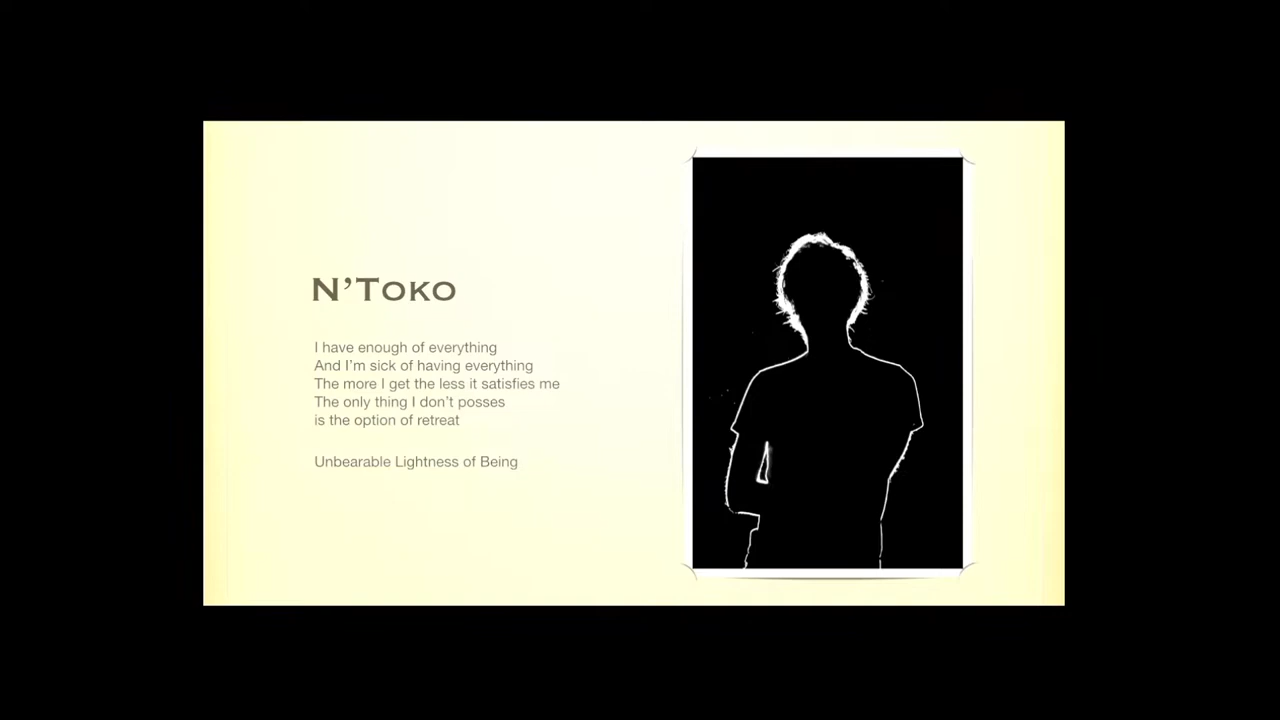 N'Toko
I have enough of everything
And I'm sick of having everything
The more I get the less it satisfies me
The only thing I don't posses
is the option of retreat
Unbearable Lightness of Being